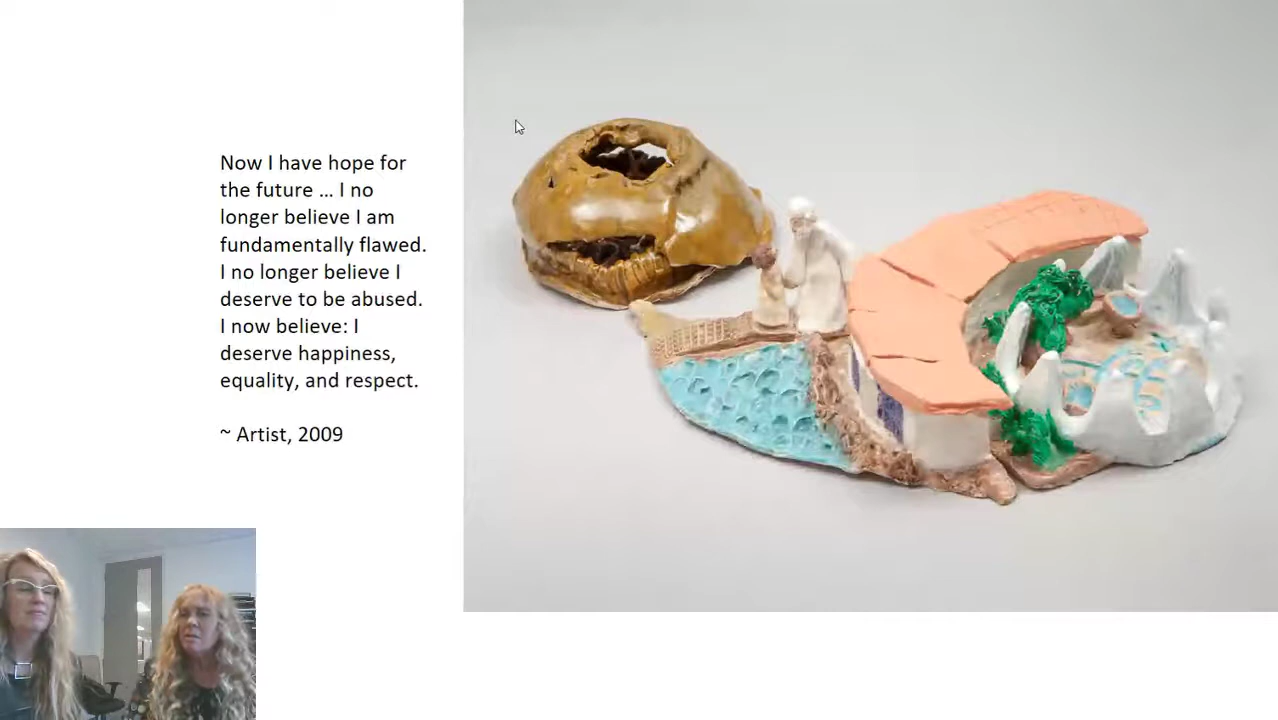 Now I have hope for
the future … I no
longer believe I am
fundamentally flawed.
I no longer believe I
deserve to be abused.
I now believe: I
deserve happiness,
equality, and respect.
~ Artist, 2009